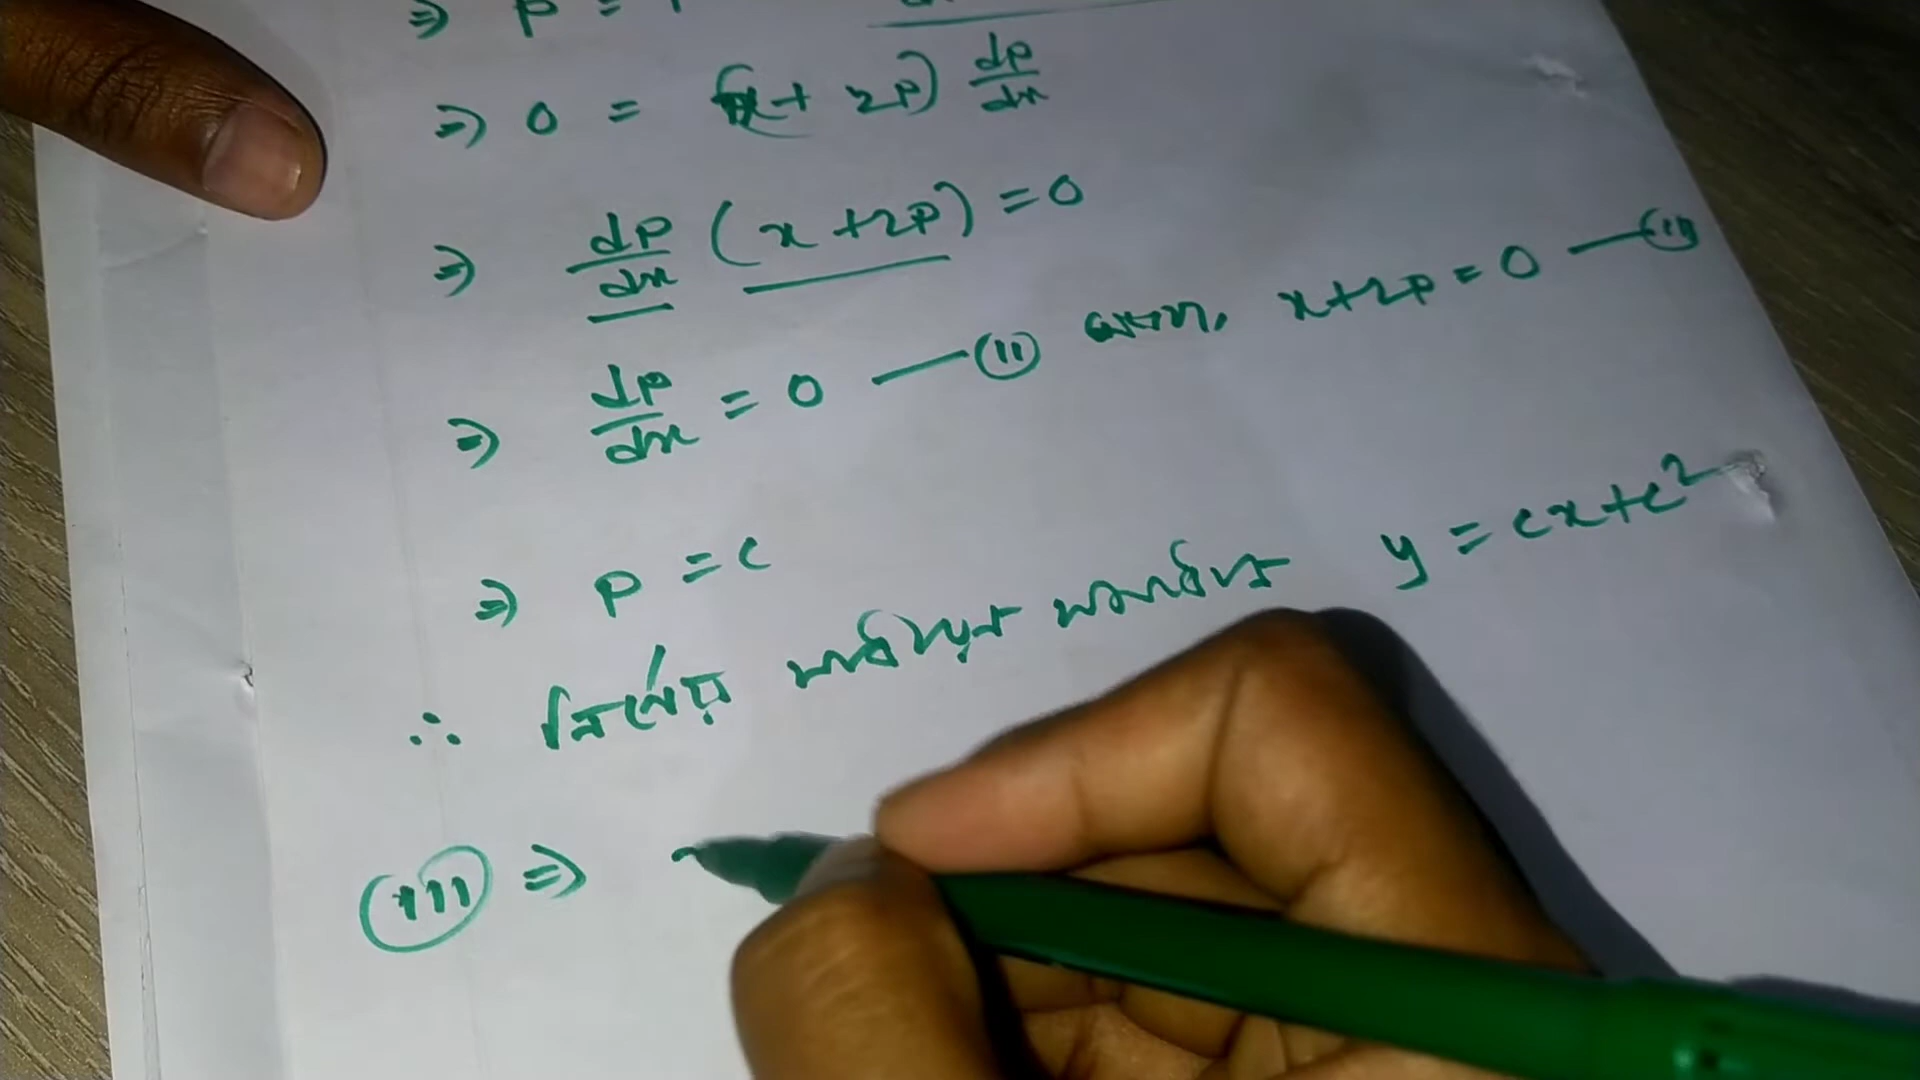 ⇒ p =
⇒ 0 = (x + 2p) dp/dx
⇒ dp/dx (x + 2p) = 0
⇒ dp/dx = 0 — (ii) অথবা, x + 2p = 0 — (iii)
⇒ p = c
∴ নির্ণেয় সাধারণ সমাধান y = cx + c²
(iii) ⇒